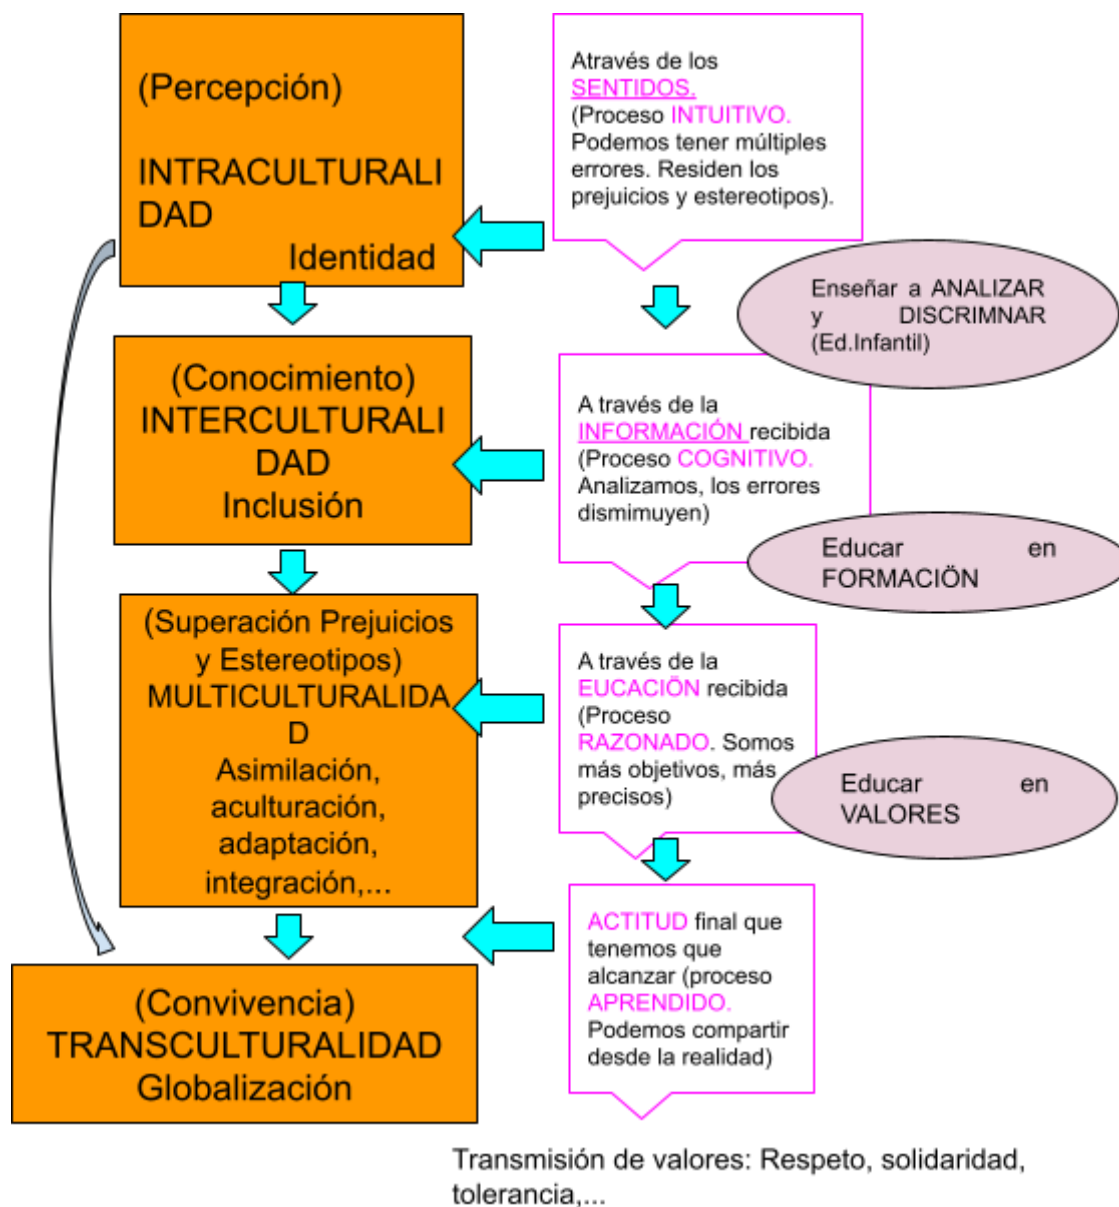 (Percepción)
INTRACULTURALI
DAD
Identidad
Através de los
SENTIDOS.
(Proceso INTUITIVO.
Podemos tener múltiples
errores. Residen los
prejuicios y estereotipos).
Enseñar a ANALIZAR
y DISCRIMNAR
(Ed.Infantil)
(Conocimiento)
INTERCULTURALI
DAD
Inclusión
A través de la
INFORMACIÓN recibida
(Proceso COGNITIVO.
Analizamos, los errores
dismimuyen)
Educar en
FORMACIÖN
(Superación Prejuicios
y Estereotipos)
MULTICULTURALIDA
D
Asimilación,
aculturación,
adaptación,
integración,...
A través de la
EUCACIÖN recibida
(Proceso
RAZONADO. Somos
más objetivos, más
precisos)
Educar en
VALORES
(Convivencia)
TRANSCULTURALIDAD
Globalización
ACTITUD final que
tenemos que
alcanzar (proceso
APRENDIDO.
Podemos compartir
desde la realidad)
Transmisión de valores: Respeto, solidaridad,
tolerancia,...